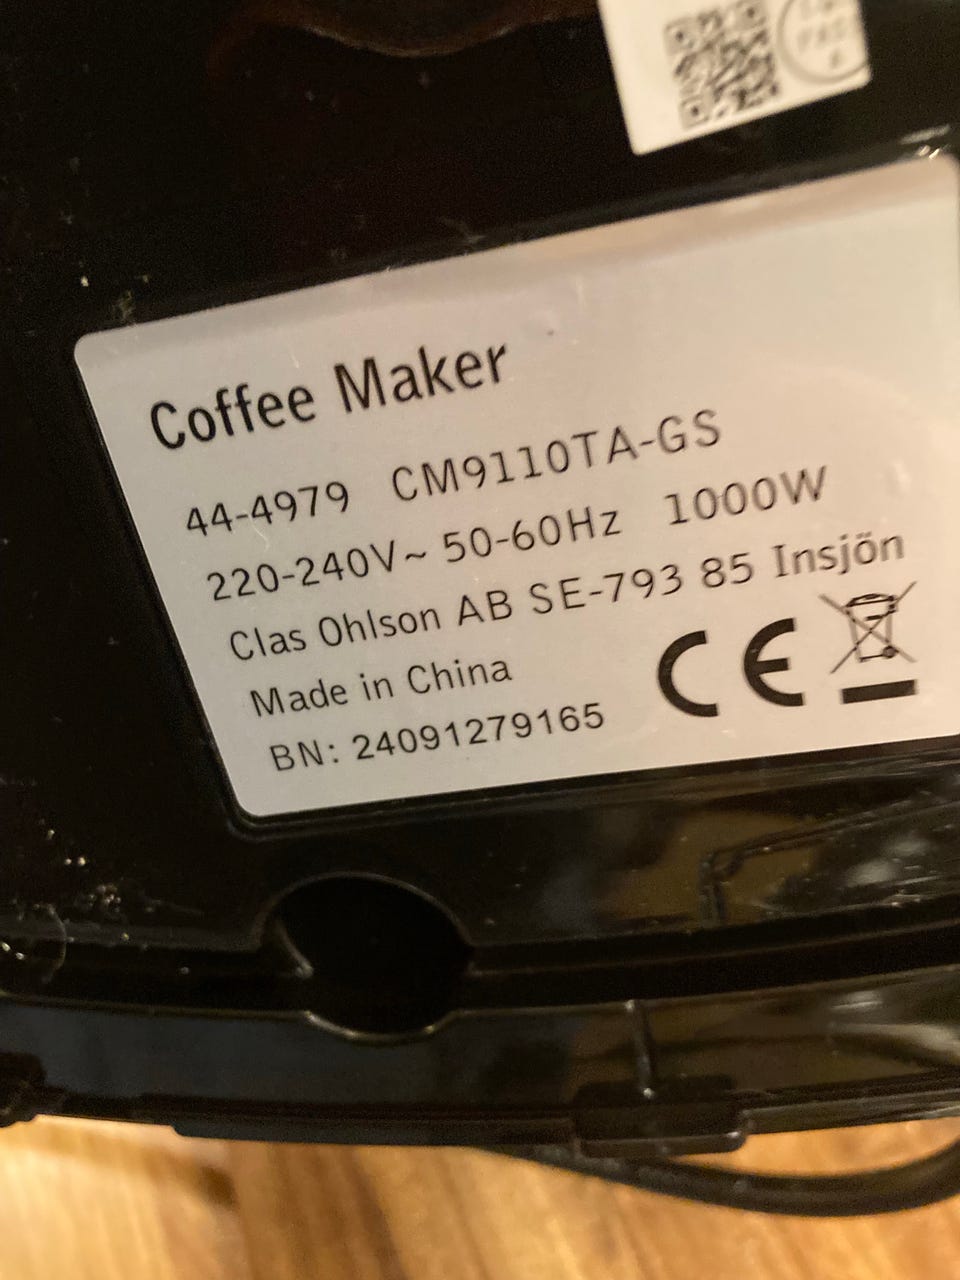 Coffee Maker
44-4979 CM9110TA-GS
220-240V~ 50-60Hz 1000W
Clas Ohlson AB SE-793 85 Insjön
Made in China
BN: 24091279165
CE